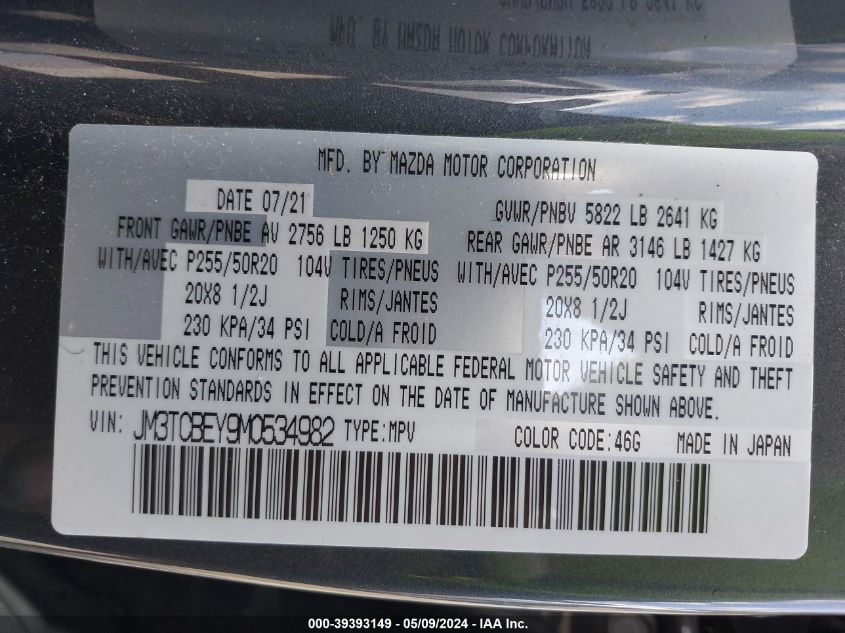 MFD. BY MAZDA MOTOR CORPORATION
MFD. BY MAZDA MOTOR CORPORATION
DATE 07/21 GVWR/PNBV 5822 LB 2641 KG
FRONT GAWR/PNBE AV 2756 LB 1250 KG REAR GAWR/PNBE AR 3146 LB 1427 KG
WITH/AVEC P255/50R20 104V TIRES/PNEUS WITH/AVEC P255/50R20 104V TIRES/PNEUS
20X8 1/2J RIMS/JANTES 20X8 1/2J RIMS/JANTES
230 KPA/34 PSI COLD/A FROID 230 KPA/34 PSI COLD/A FROID
THIS VEHICLE CONFORMS TO ALL APPLICABLE FEDERAL MOTOR VEHICLE SAFETY AND THEFT
PREVENTION STANDARDS IN EFFECT ON THE DATE OF MANUFACTURE SHOWN ABOVE.
VIN: JM3TCBEY9M0534982 TYPE:MPV COLOR CODE:46G MADE IN JAPAN
000-39393149 - 05/09/2024 - IAA Inc.